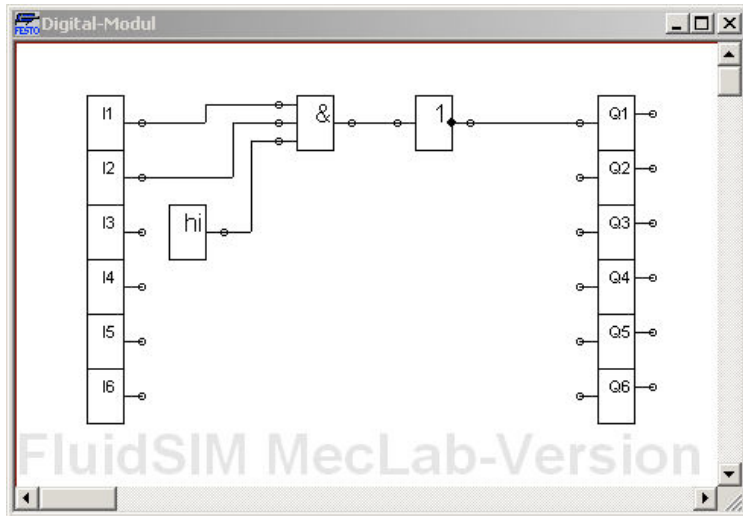 FESTO Digital-Modul
I1 & 1 Q1
I2 Q2
I3 hi Q3
I4 Q4
I5 Q5
I6 Q6
FluidSIM MecLab-Version